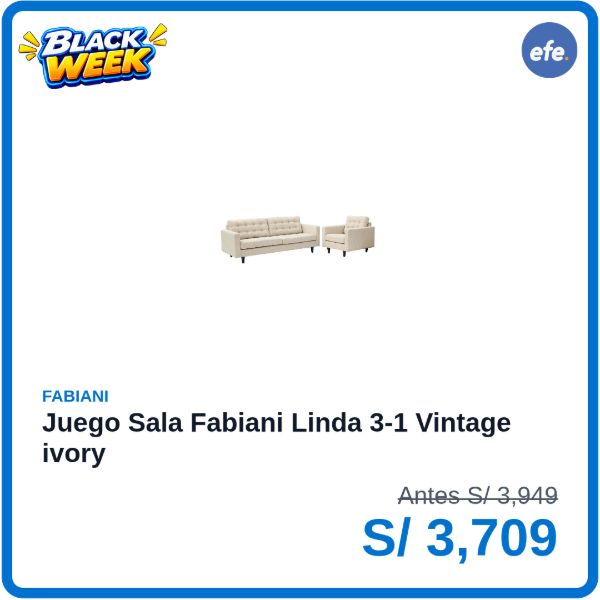 BLACK
WEEK
efe.
FABIANI
Juego Sala Fabiani Linda 3-1 Vintage
ivory
Antes S/ 3,949
S/ 3,709